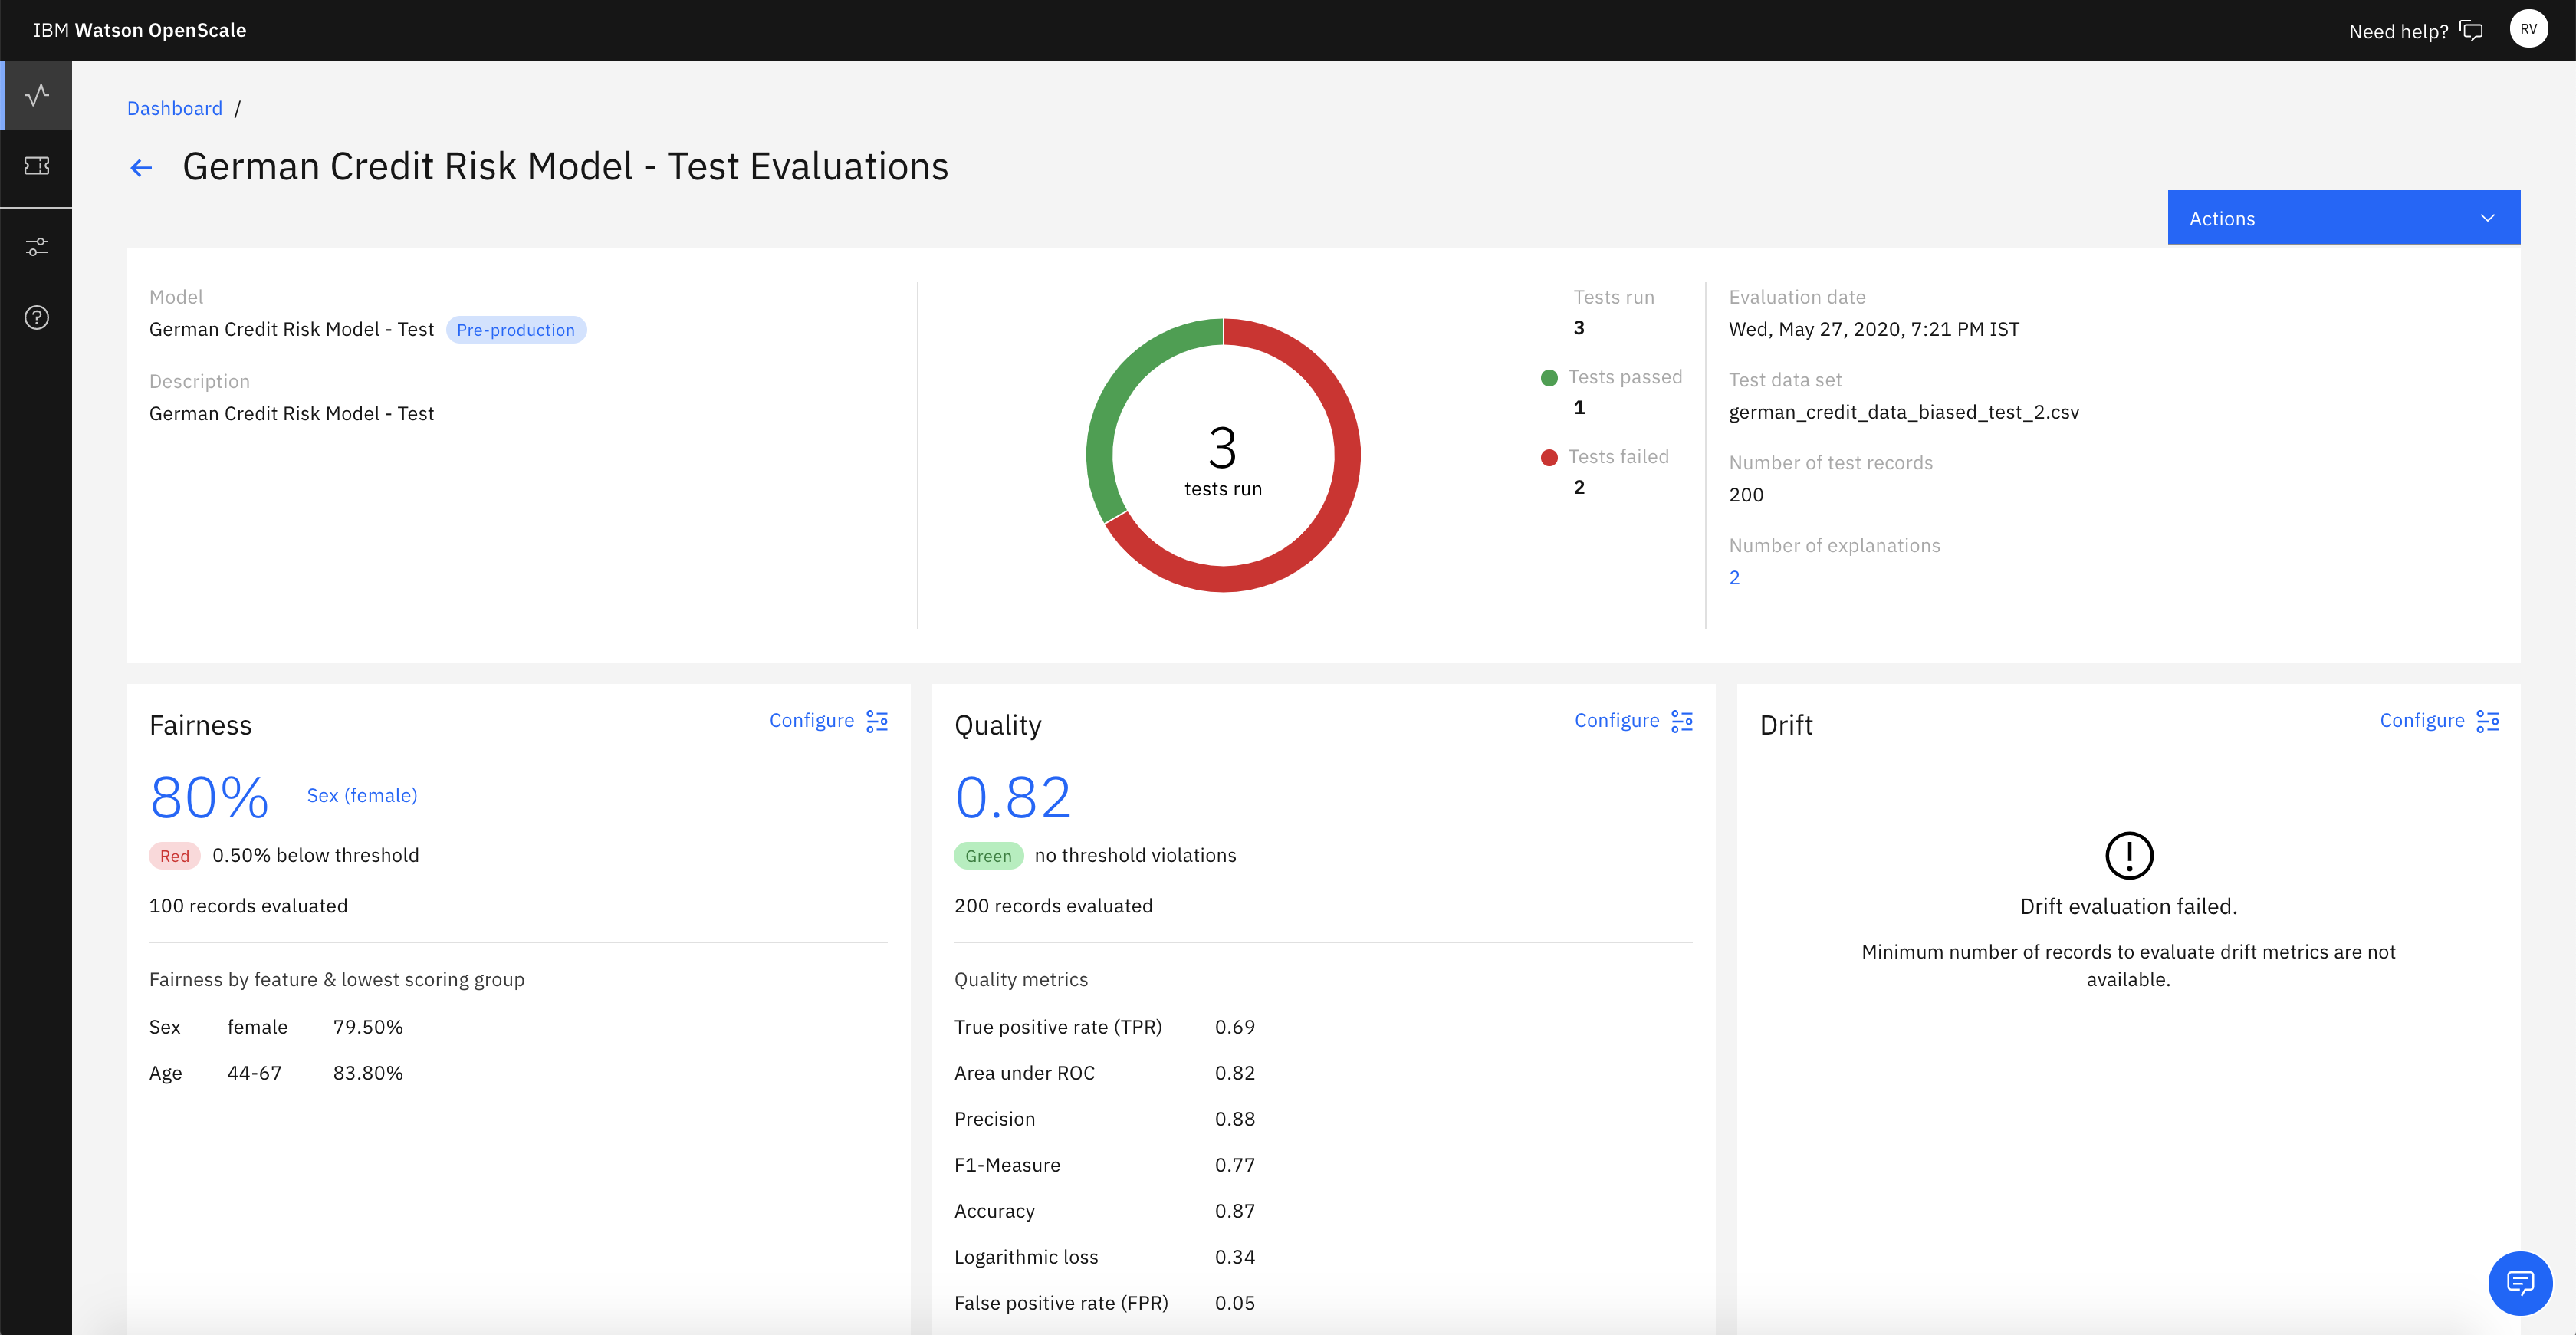 IBM Watson OpenScale
Need help?
RV
Dashboard /
German Credit Risk Model - Test Evaluations
Actions
Model
German Credit Risk Model - Test Pre-production
Description
German Credit Risk Model - Test
3
tests run
Tests run
3
Tests passed
1
Tests failed
2
Evaluation date
Wed, May 27, 2020, 7:21 PM IST
Test data set
german_credit_data_biased_test_2.csv
Number of test records
200
Number of explanations
2
Fairness
Configure
80% Sex (female)
Red 0.50% below threshold
100 records evaluated
Fairness by feature & lowest scoring group
Sex female 79.50%
Age 44-67 83.80%
Quality
Configure
0.82
Green no threshold violations
200 records evaluated
Quality metrics
True positive rate (TPR) 0.69
Area under ROC 0.82
Precision 0.88
F1-Measure 0.77
Accuracy 0.87
Logarithmic loss 0.34
False positive rate (FPR) 0.05
Drift
Configure
Drift evaluation failed.
Minimum number of records to evaluate drift metrics are not
available.